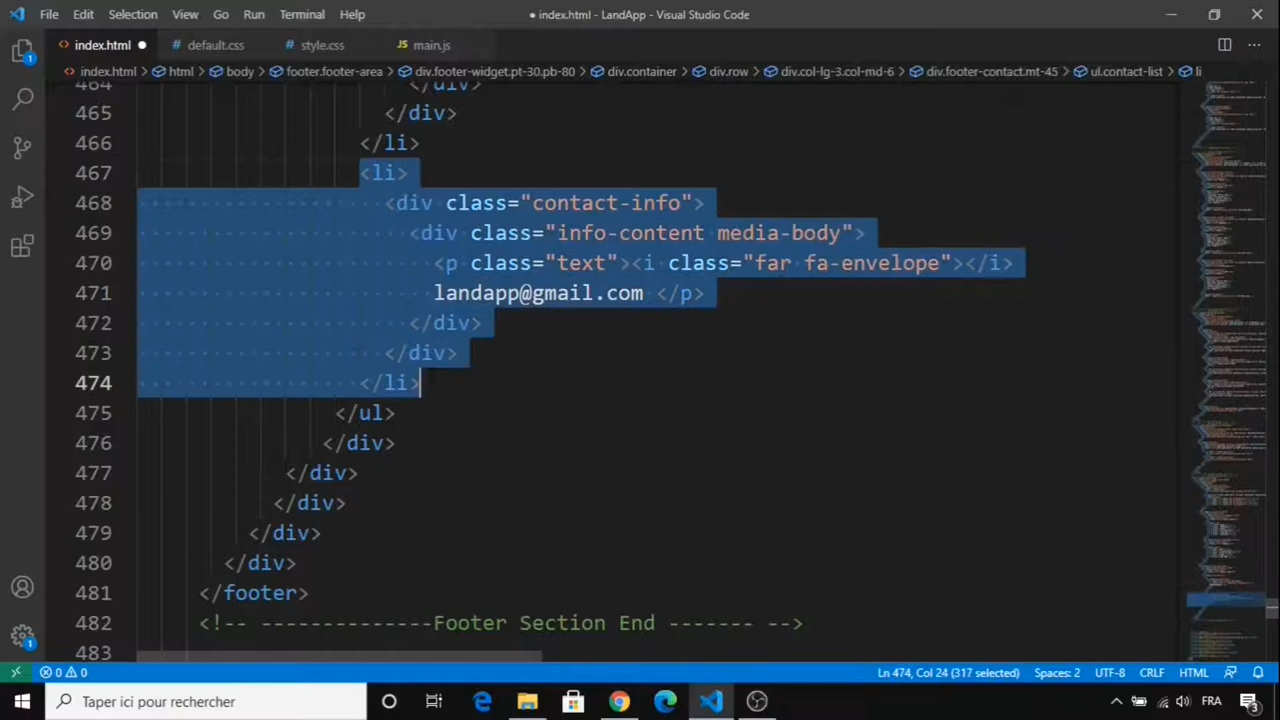 File Edit Selection View Go Run Terminal Help ● index.html - LandApp - Visual Studio Code
<> index.html ● # default.css # style.css JS main.js ...
<> index.html > html > body > footer.footer-area > div.footer-widget.pt-30.pb-80 > div.container > div.row > div.col-lg-3.col-md-6 > div.footer-contact.mt-45 > ul.contact-list > li
464 </div>
465 </div>
466 </li>
467 <li>
468 <div class="contact-info">
469 <div class="info-content media-body">
470 <p class="text"><i class="far fa-envelope"></i>
471 landapp@gmail.com </p>
472 </div>
473 </div>
474 </li>
475 </ul>
476 </div>
477 </div>
478 </div>
479 </div>
480 </div>
481 </footer>
482 <!-- --------------Footer Section End ------- -->
483
1
1
0 0 Ln 474, Col 24 (317 selected) Spaces: 2 UTF-8 CRLF HTML
Taper ici pour rechercher FRA 3